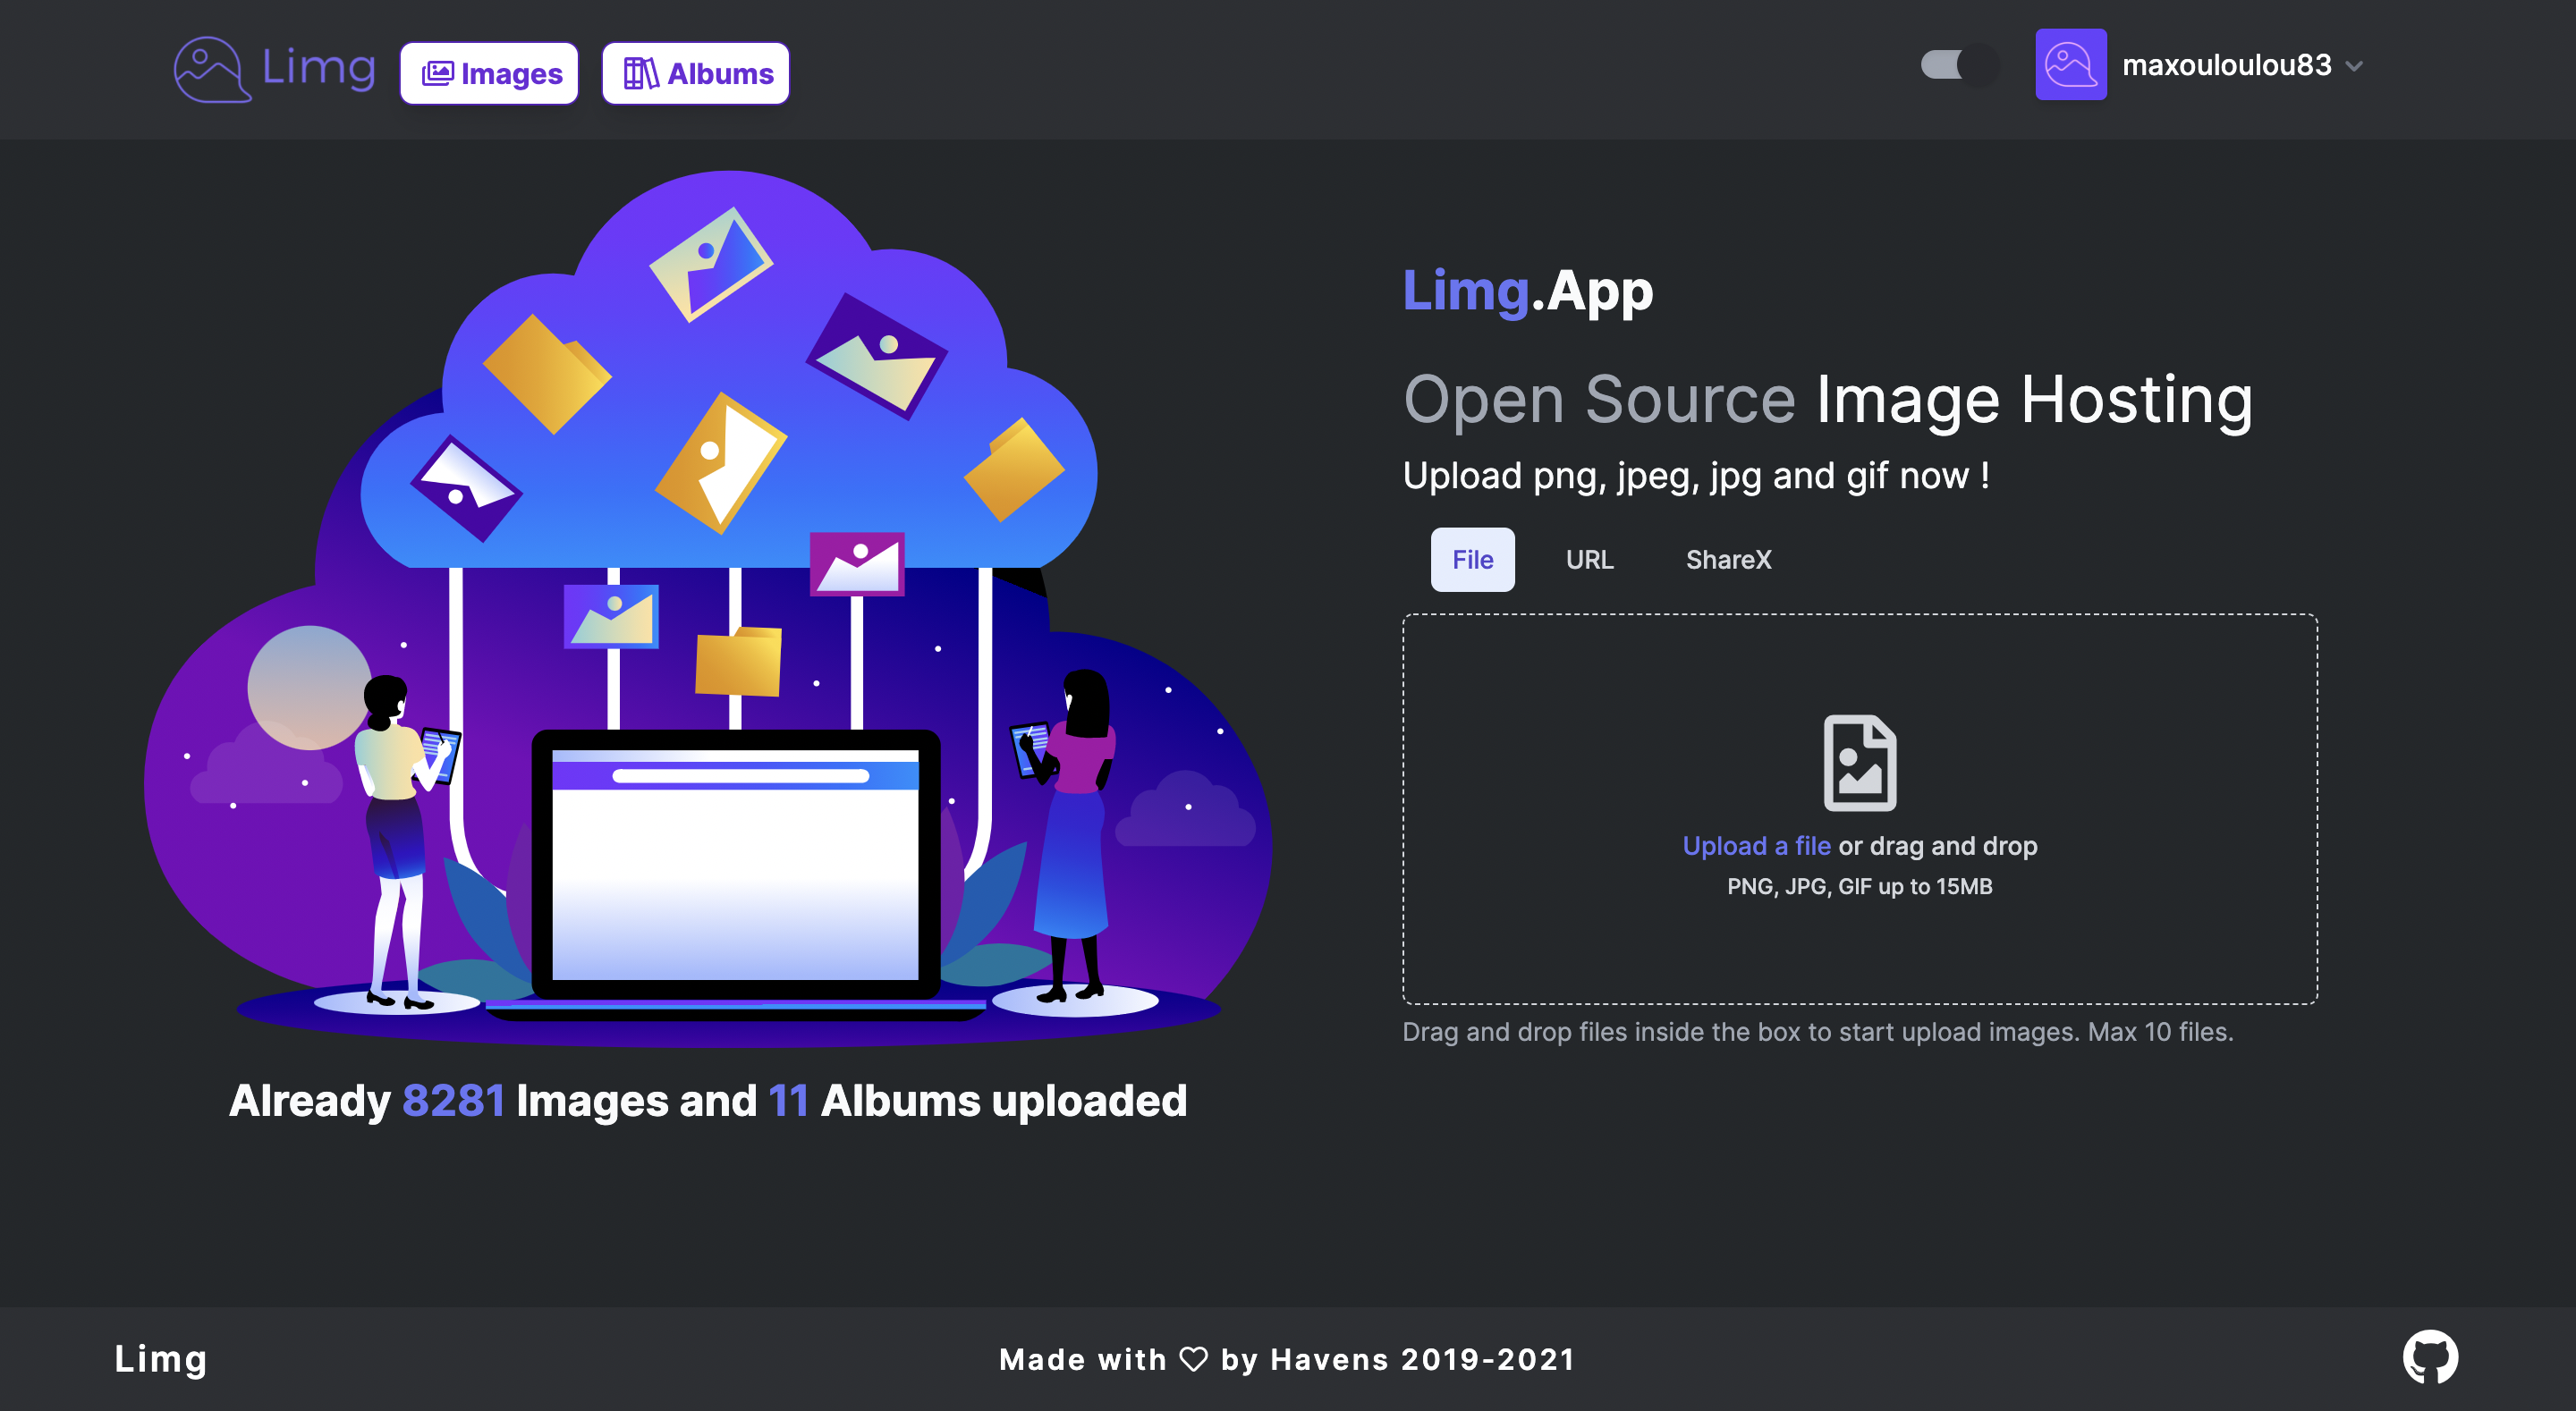 Limg
Images
Albums
maxouloulou83
Limg.App
Open Source Image Hosting
Upload png, jpeg, jpg and gif now !
File
URL
ShareX
Upload a file or drag and drop
PNG, JPG, GIF up to 15MB
Drag and drop files inside the box to start upload images. Max 10 files.
Already 8281 Images and 11 Albums uploaded
Limg
Made with ♡ by Havens 2019-2021